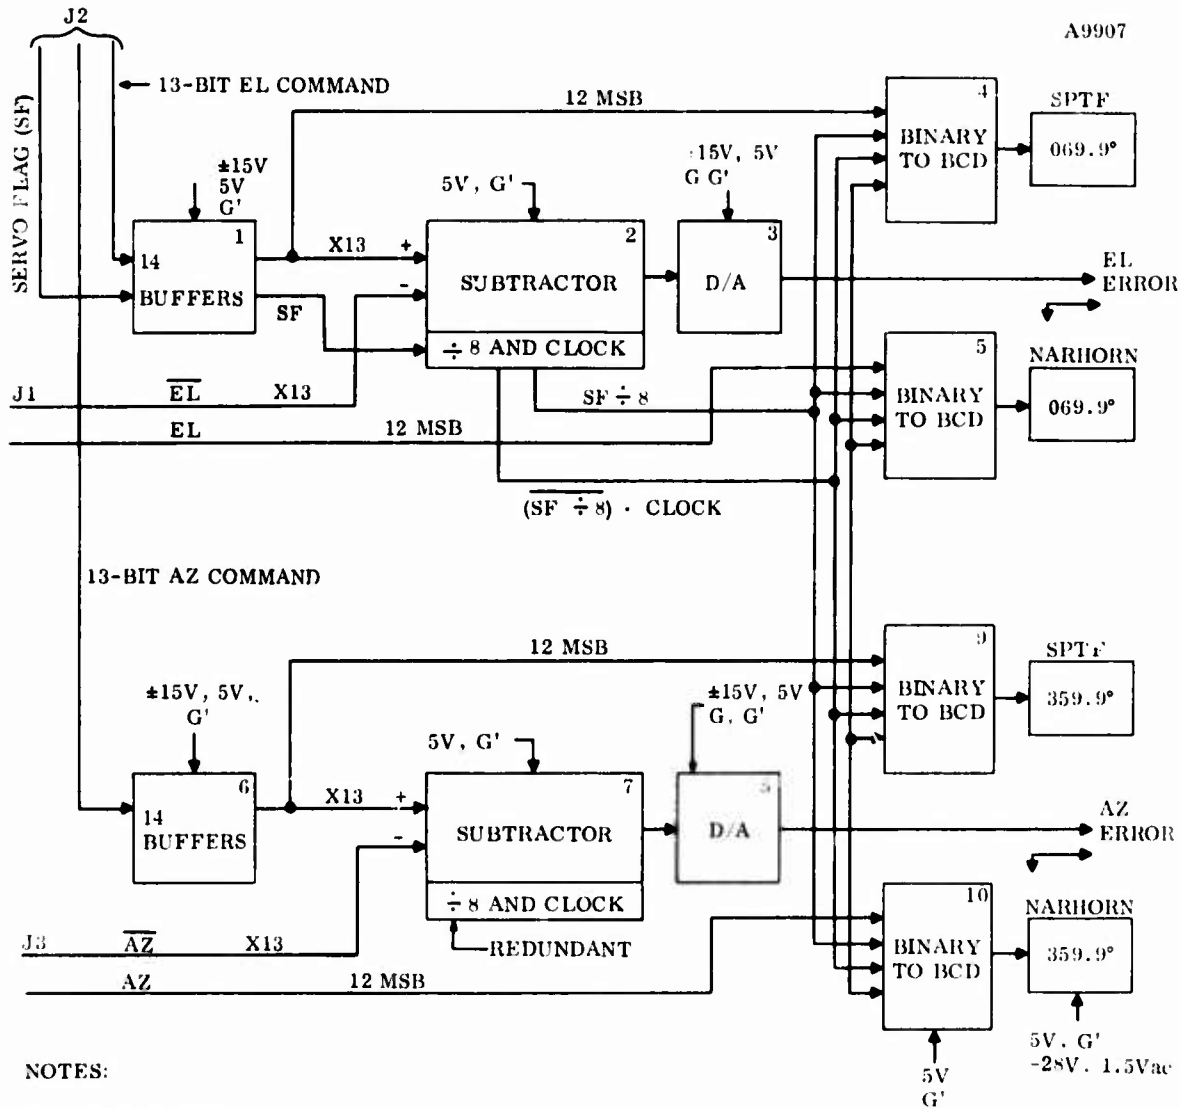 J2
A9907
13-BIT EL COMMAND
SERVO FLAG (SF)
12 MSB
4
BINARY
TO BCD
SPTF
069.9°
±15V
5V
G'
1
14
BUFFERS
X13 +
-
SF
5V, G'
2
SUBTRACTOR
÷ 8 AND CLOCK
±15V, 5V
G G'
3
D/A
EL
ERROR
5
BINARY
TO BCD
NARHORN
069.9°
J1 EL X13
SF ÷ 8
EL 12 MSB
(SF ÷ 8) · CLOCK
13-BIT AZ COMMAND
12 MSB
9
BINARY
TO BCD
SPTF
359.9°
±15V, 5V,
G'
6
14
BUFFERS
X13 +
-
5V, G'
7
SUBTRACTOR
÷ 8 AND CLOCK
REDUNDANT
±15V, 5V
G, G'
D/A
AZ
ERROR
10
BINARY
TO BCD
NARHORN
359.9°
J3 AZ X13
AZ 12 MSB
5V
G'
5V, G'
-28V, 1.5Vac
NOTES: